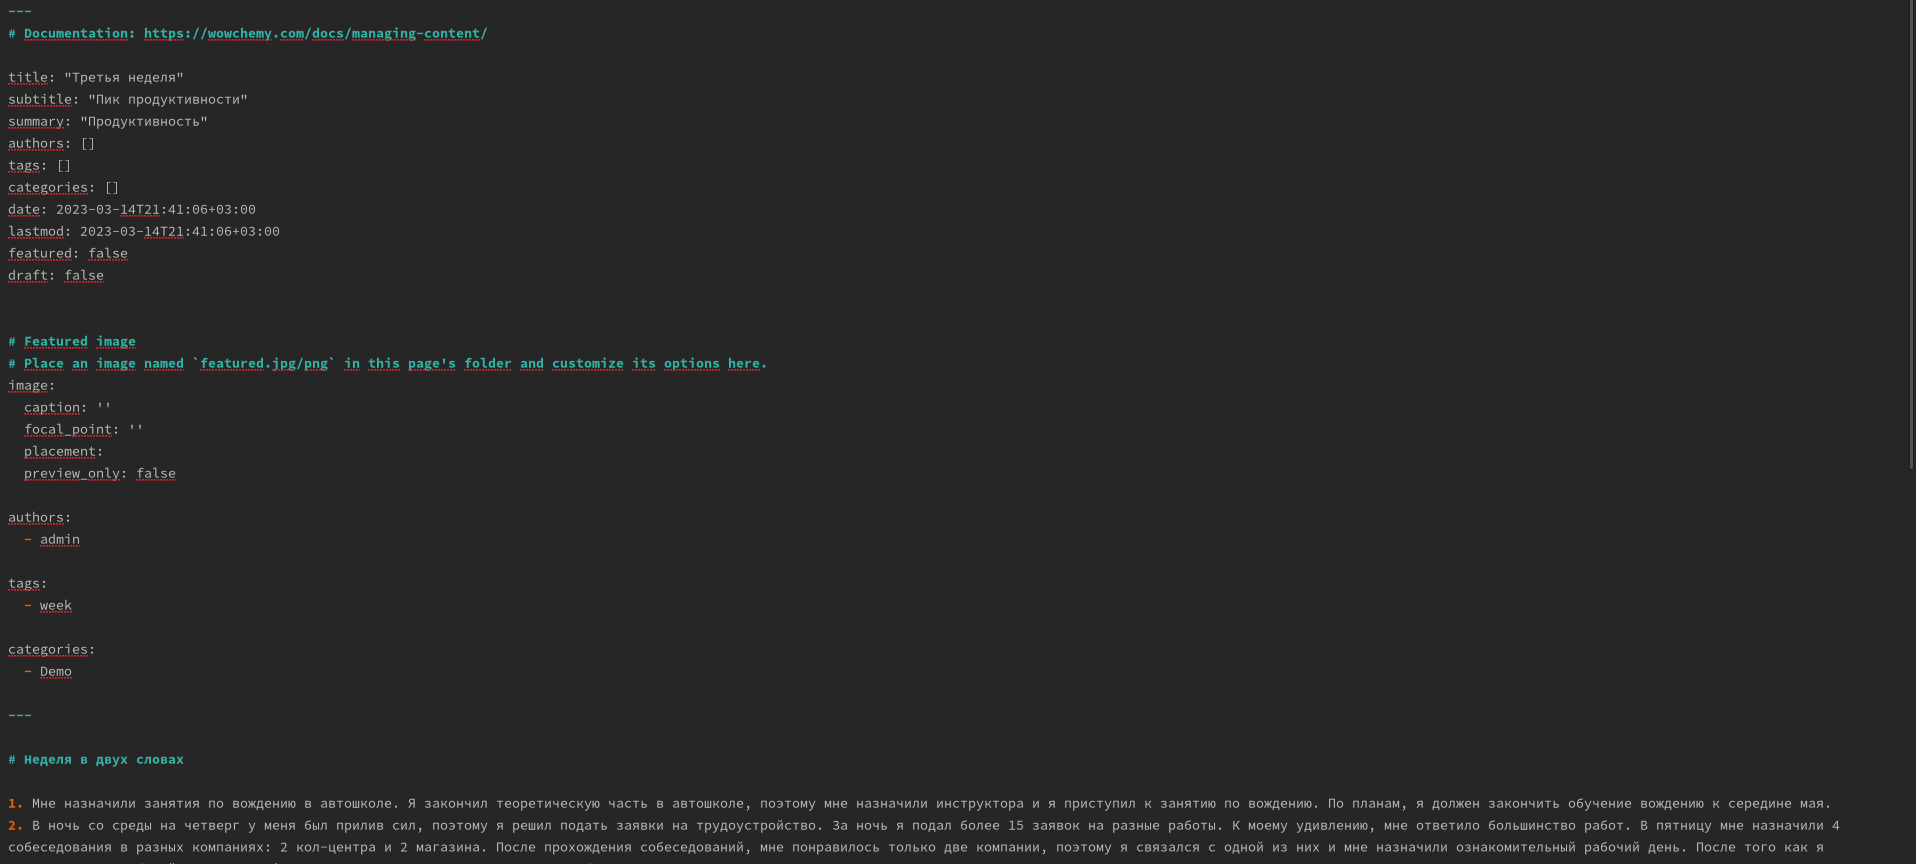 ---
# Documentation: https://wowchemy.com/docs/managing-content/
title: "Третья неделя"
subtitle: "Пик продуктивности"
summary: "Продуктивность"
authors: []
tags: []
categories: []
date: 2023-03-14T21:41:06+03:00
lastmod: 2023-03-14T21:41:06+03:00
featured: false
draft: false
# Featured image
# Place an image named `featured.jpg/png` in this page's folder and customize its options here.
image:
  caption: ''
  focal_point: ''
  placement:
  preview_only: false
authors:
  - admin
tags:
  - week
categories:
  - Demo
---
# Неделя в двух словах
1. Мне назначили занятия по вождению в автошколе. Я закончил теоретическую часть в автошколе, поэтому мне назначили инструктора и я приступил к занятию по вождению. По планам, я должен закончить обучение вождению к середине мая.
2. В ночь со среды на четверг у меня был прилив сил, поэтому я решил подать заявки на трудоустройство. За ночь я подал более 15 заявок на разные работы. К моему удивлению, мне ответило большинство работ. В пятницу мне назначили 4
собеседования в разных компаниях: 2 кол-центра и 2 магазина. После прохождения собеседований, мне понравилось только две компании, поэтому я связался с одной из них и мне назначили ознакомительный рабочий день. После того как я